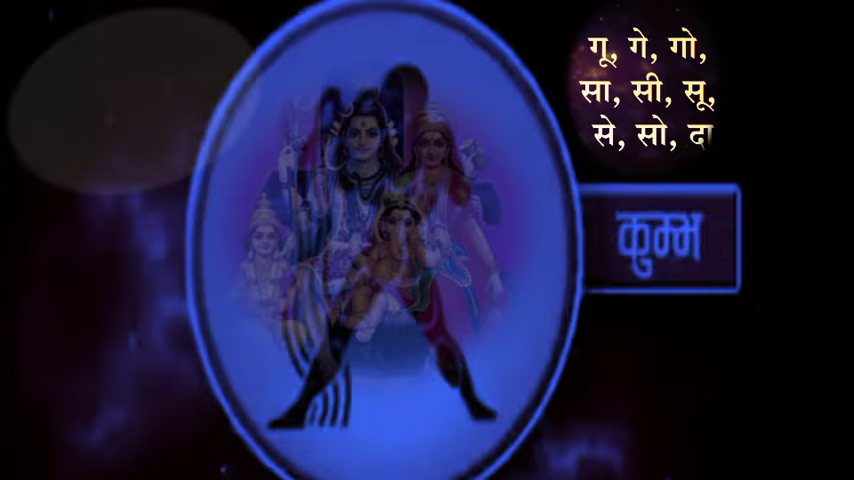 गू, गे, गो,
सा, सी, सू,
से, सो, दा
कुम्भ